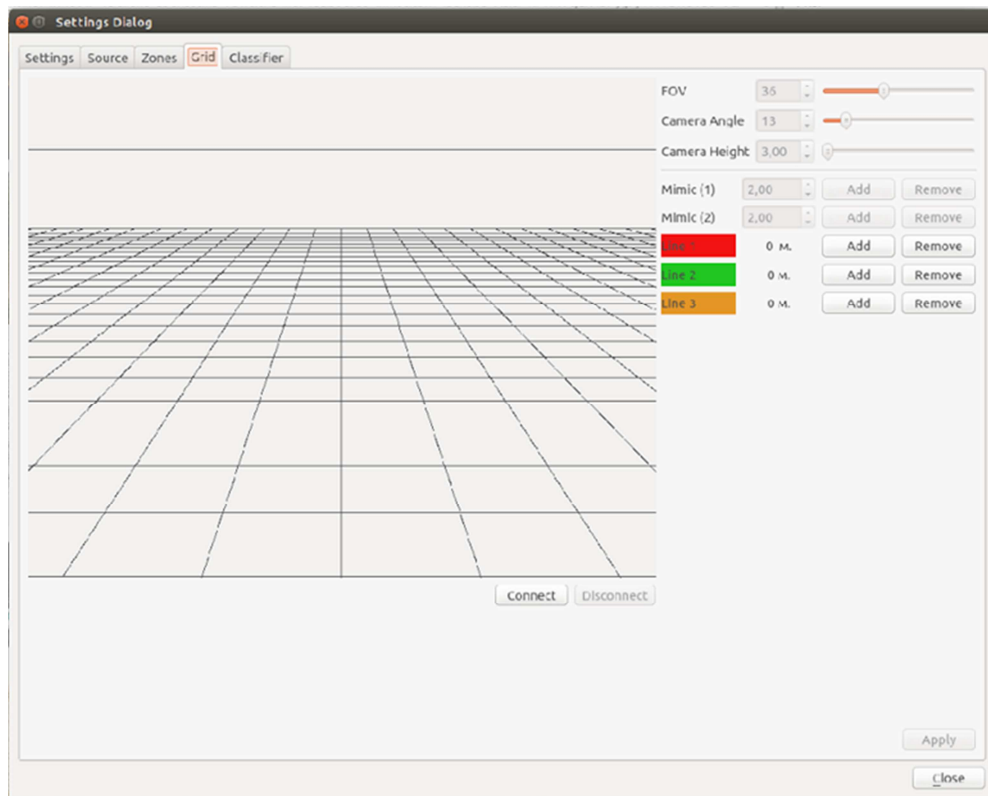 Settings Dialog
Settings Source Zones Grid Classifier
FOV 36
Camera Angle 13
Camera Height 3,00
Mimic (1) 2,00 Add Remove
Mimic (2) 2,00 Add Remove
Line 0 м. Add Remove
Line 2 0 м. Add Remove
Line 3 0 м. Add Remove
Connect Disconnect
Apply
Close